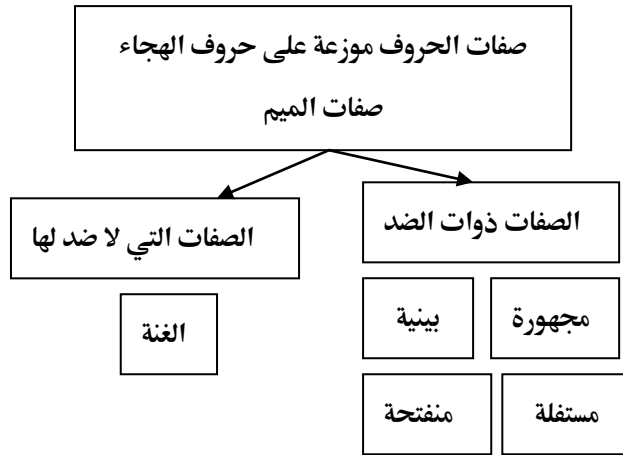 صفات الحروف موزعة على حروف الهجاء
صفات الميم
الصفات ذوات الضد
الصفات التي لا ضد لها
مجهورة
بينية
الغنة
مستفلة
منفتحة